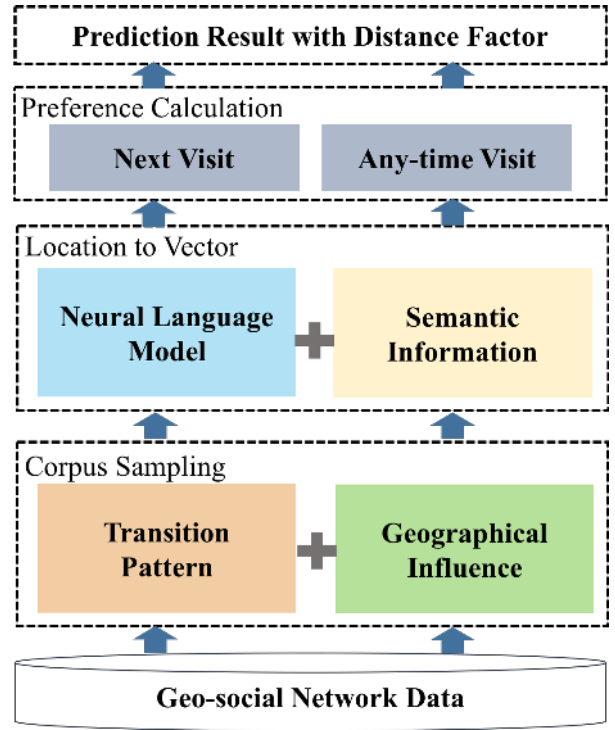 Prediction Result with Distance Factor
Preference Calculation
Next Visit
Any-time Visit
Location to Vector
Neural Language
Model
Semantic
Information
Corpus Sampling
Transition
Pattern
Geographical
Influence
Geo-social Network Data